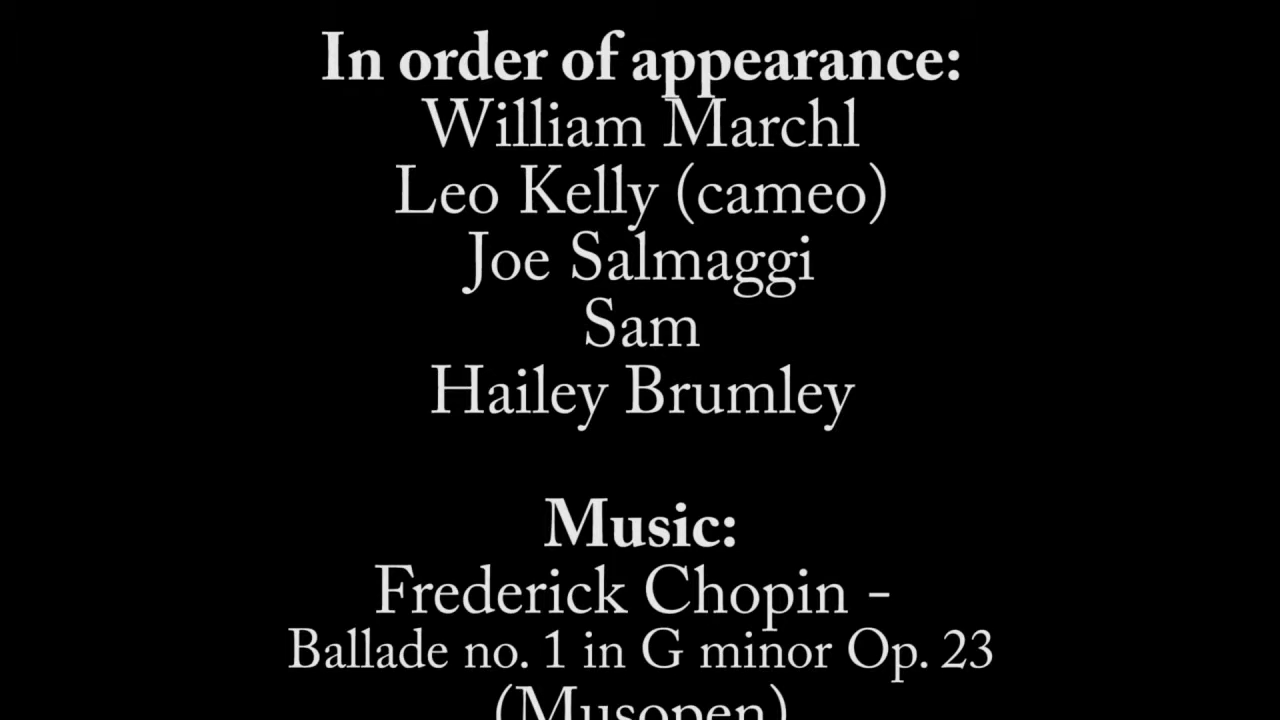 In order of appearance:
William Marchl
Leo Kelly (cameo)
Joe Salmaggi
Sam
Hailey Brumley
Music:
Frederick Chopin -
Ballade no. 1 in G minor Op. 23
(Musopen)